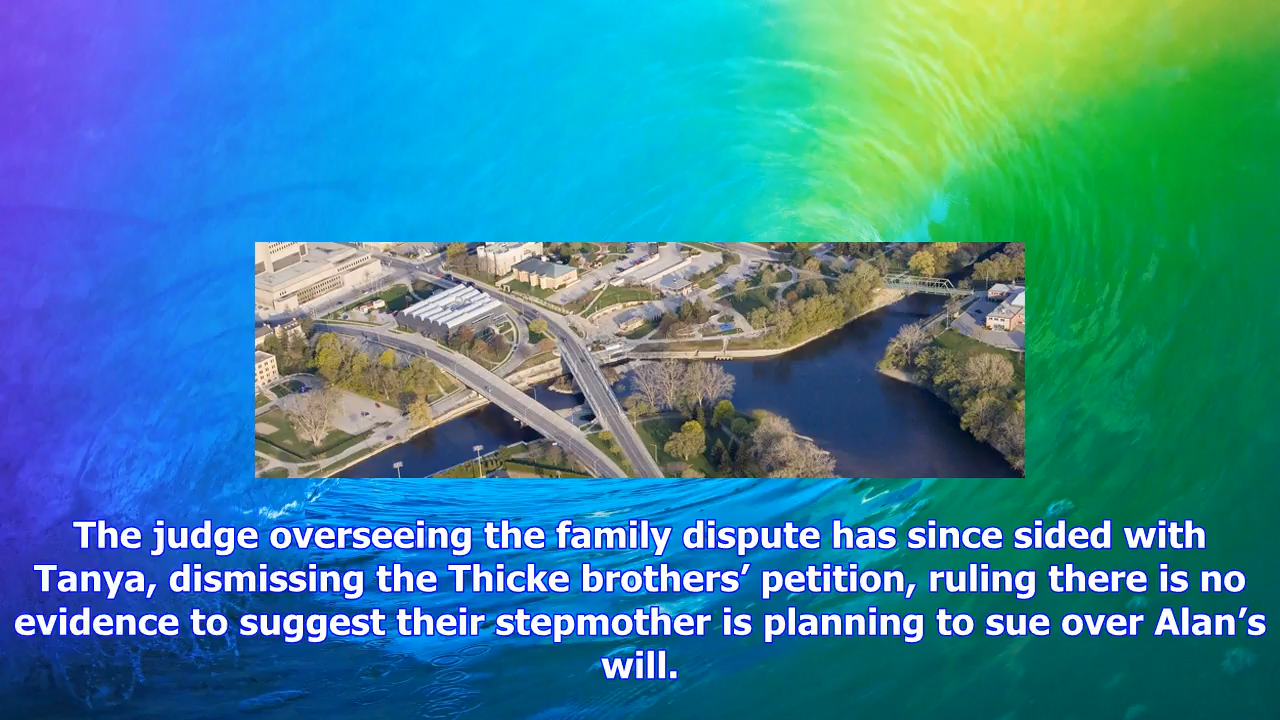 The judge overseeing the family dispute has since sided with
Tanya, dismissing the Thicke brothers’ petition, ruling there is no
evidence to suggest their stepmother is planning to sue over Alan’s
will.